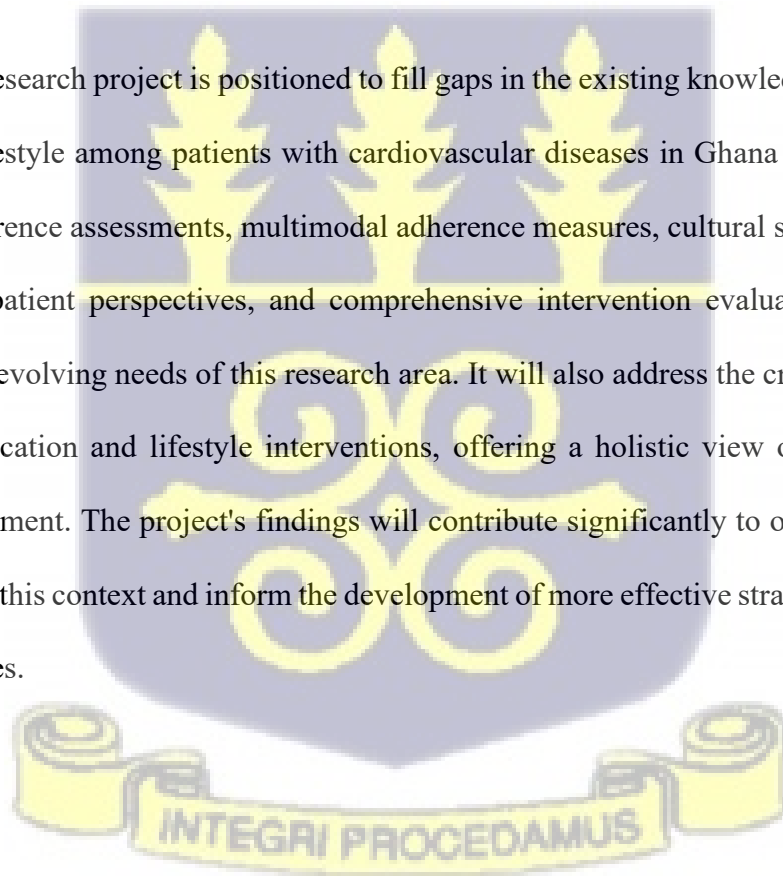 esearch project is positioned to fill gaps in the existing knowled
estyle among patients with cardiovascular diseases in Ghana
rence assessments, multimodal adherence measures, cultural s
patient perspectives, and comprehensive intervention evalua
evolving needs of this research area. It will also address the cr
cation and lifestyle interventions, offering a holistic view o
ment. The project's findings will contribute significantly to o
this context and inform the development of more effective stra
es.
INTEGRI PROCEDAMUS